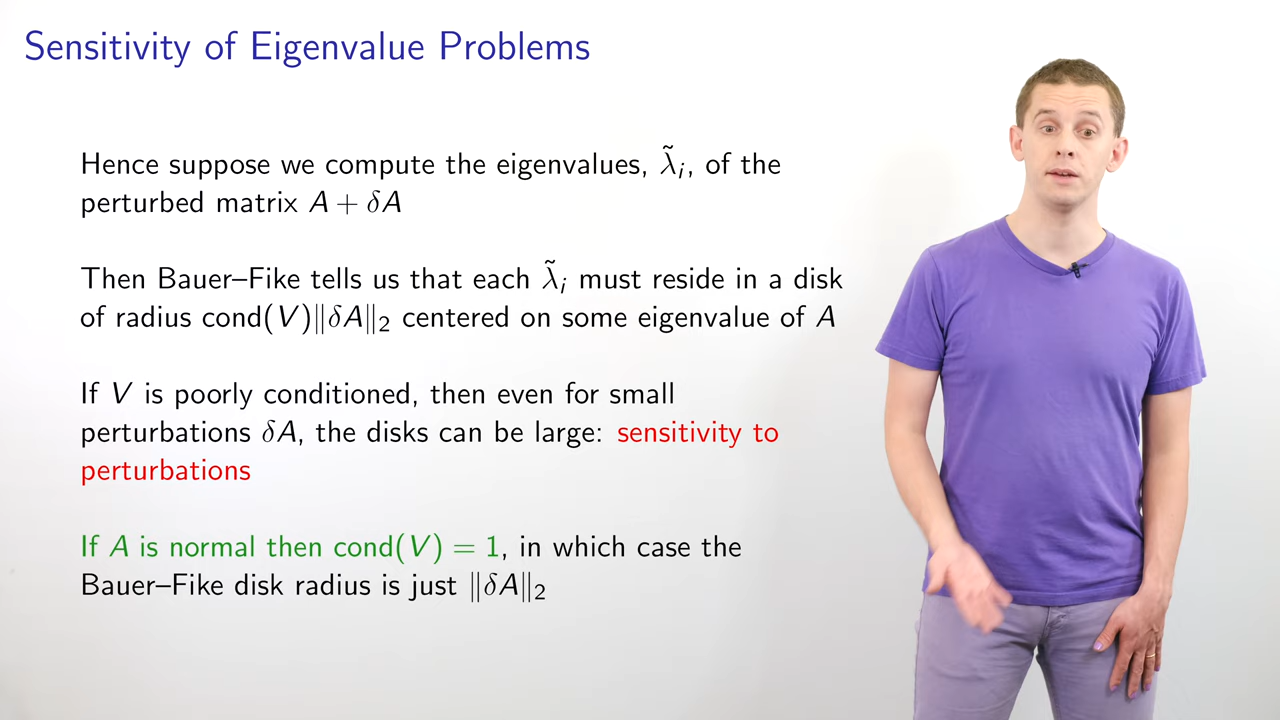 Sensitivity of Eigenvalue Problems
Hence suppose we compute the eigenvalues, λ̃ᵢ, of the
perturbed matrix A + δA
Then Bauer–Fike tells us that each λ̃ᵢ must reside in a disk
of radius cond(V)‖δA‖₂ centered on some eigenvalue of A
If V is poorly conditioned, then even for small
perturbations δA, the disks can be large: sensitivity to
perturbations
If A is normal then cond(V) = 1, in which case the
Bauer–Fike disk radius is just ‖δA‖₂